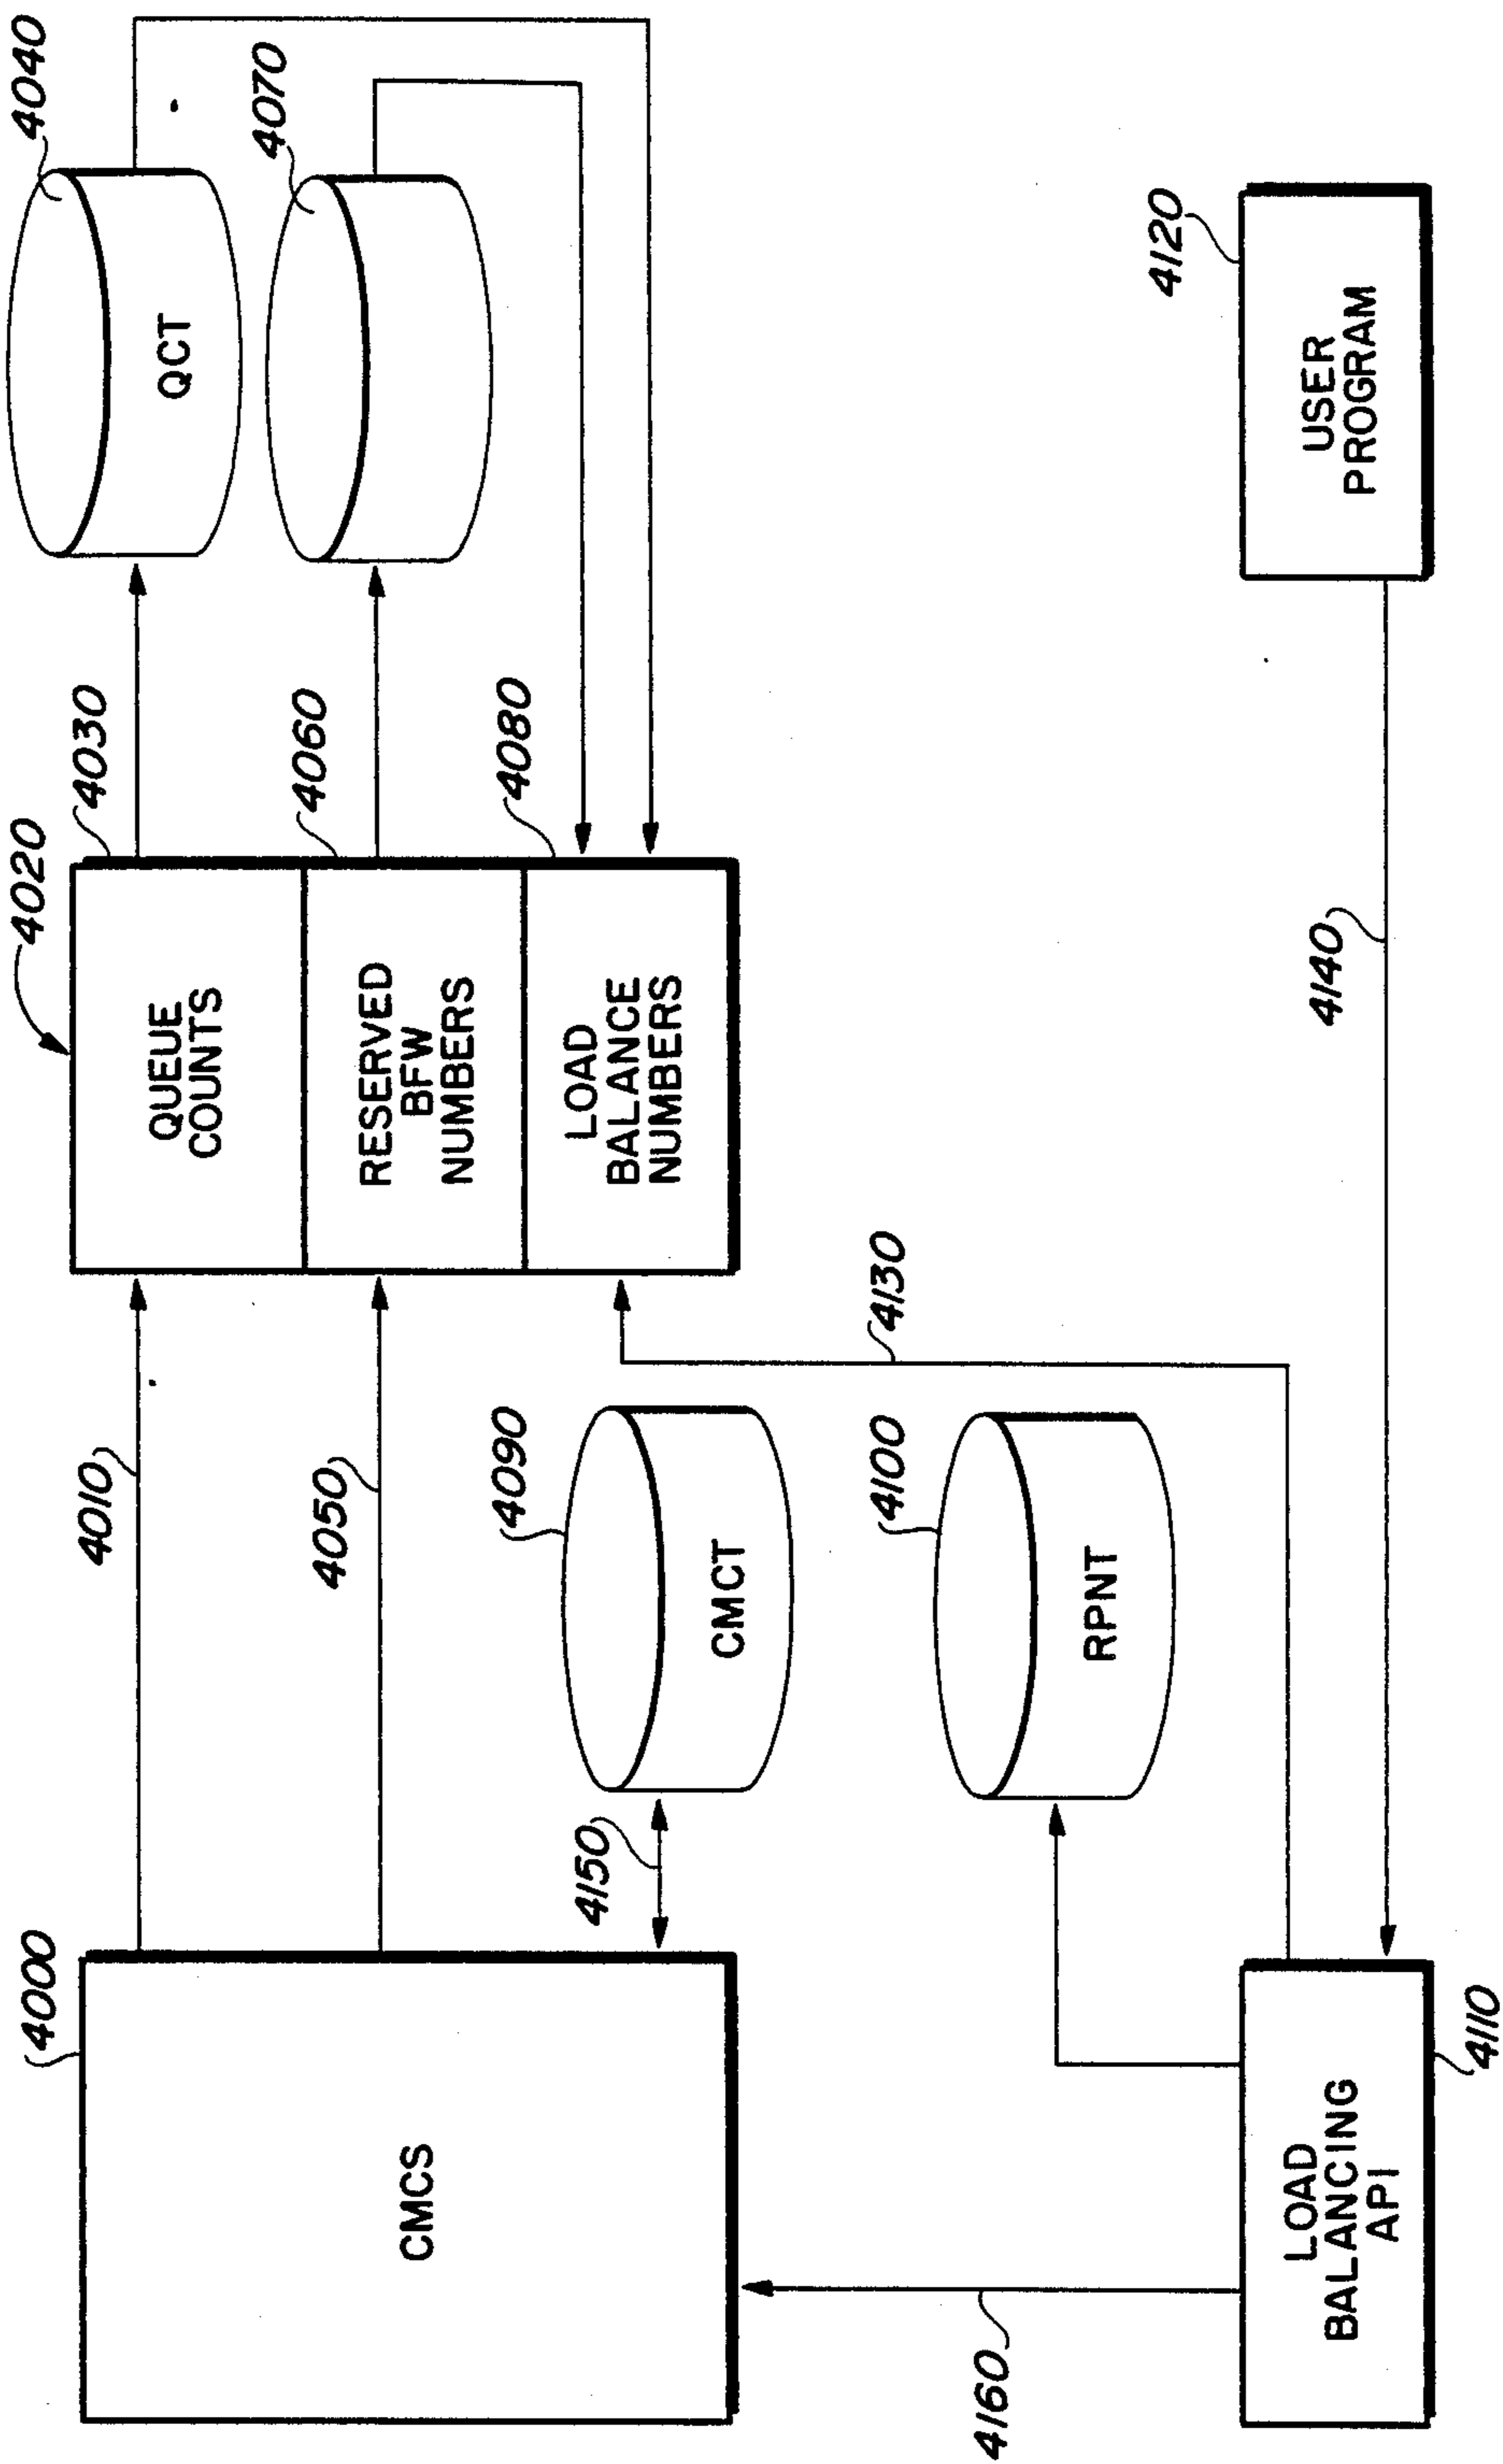 4000
CMCS
4010
4050
4020
QUEUE
COUNTS
4030
RESERVED
BFW
NUMBERS
4060
LOAD
BALANCE
NUMBERS
4080
QCT
4040
4070
4150
CMCT
4090
RPNT
4100
4130
4160
LOAD
BALANCING
API
4110
4140
USER
PROGRAM
4120